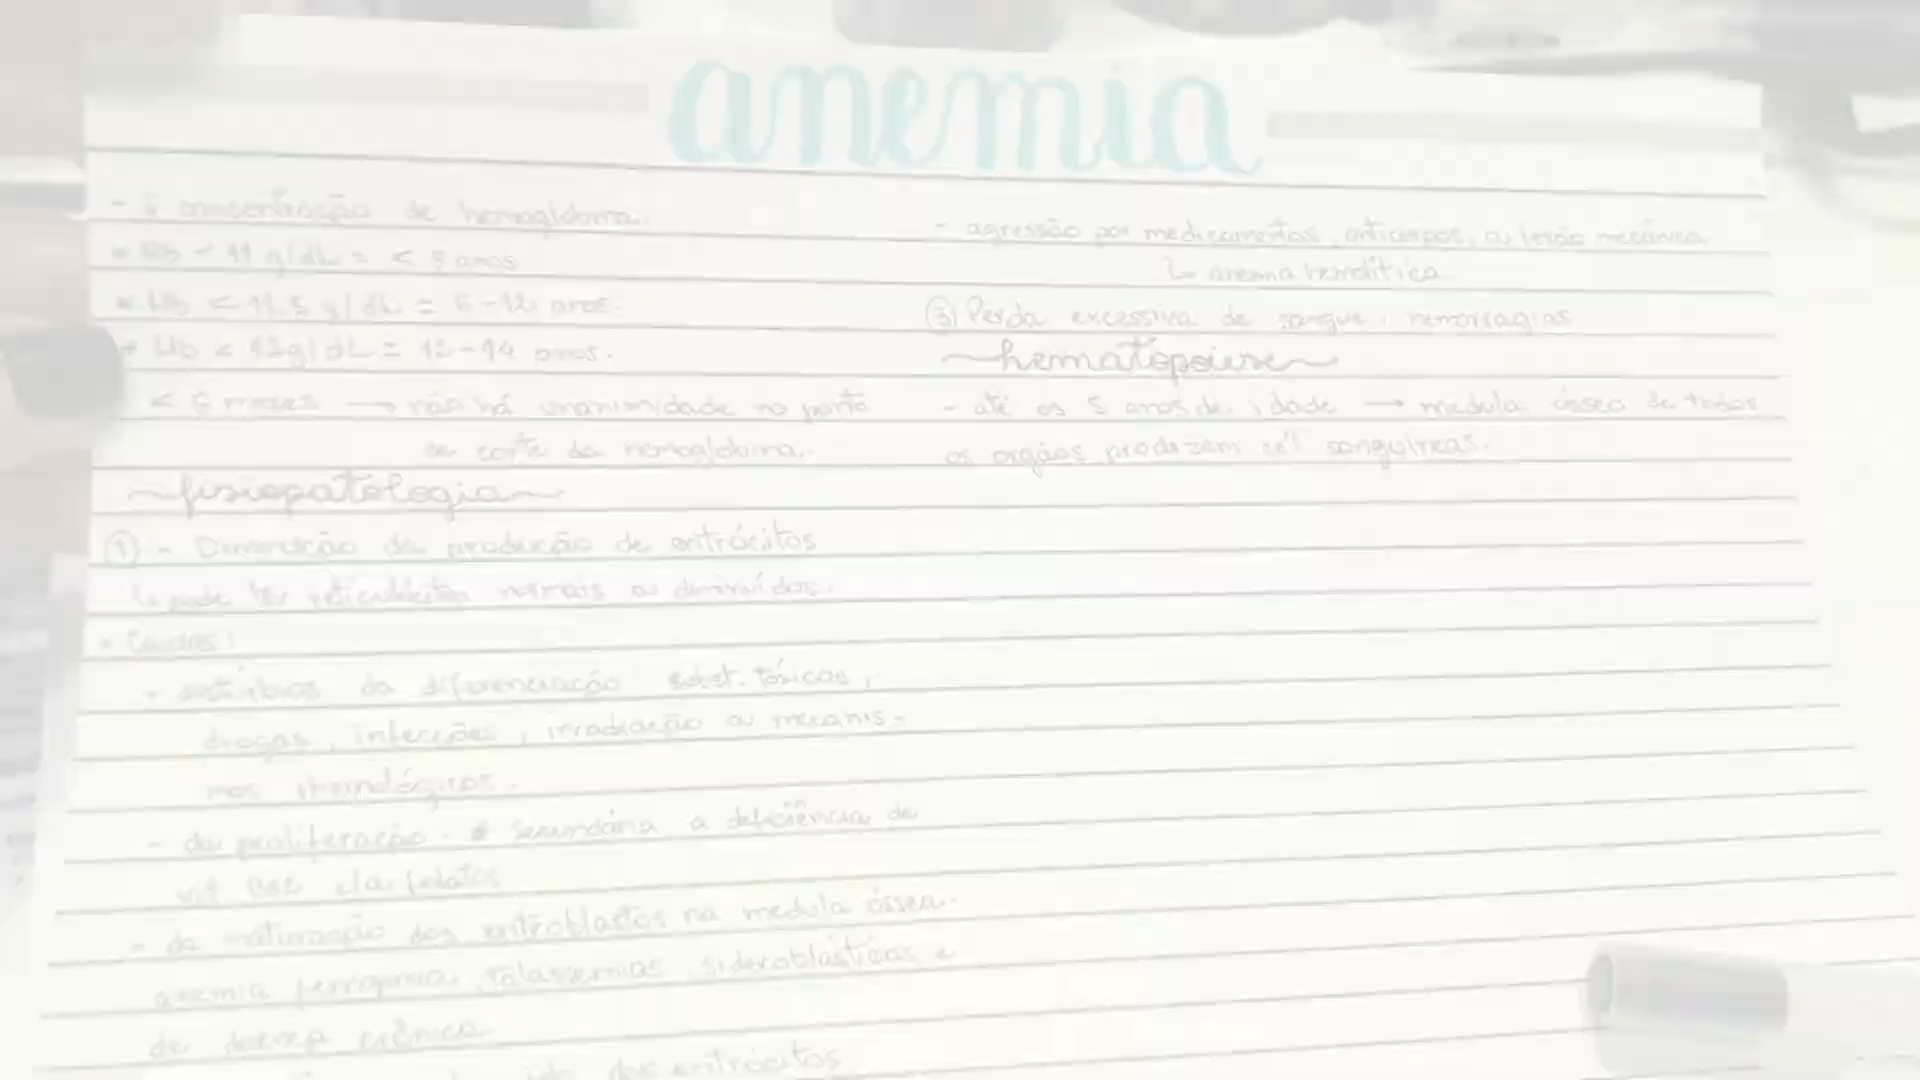 anemia
- ↓ concentração de hemoglobina.
* Hb < 11 g/dL = < 5 anos
* Hb < 11,5 g/dL = 5-12 anos.
* Hb < 12g/dL = 12-14 anos.
< 6 meses → não há unanimidade no ponto
de corte da hemoglobina.
~fisiopatologia~
① - Diminuição da produção de eritrócitos
↳ pode ter reticulócitos normais ou diminuídos.
• Causas:
- distúrbios da diferenciação subst. tóxicas,
drogas, infecções, irradiação ou mecanis-
mos imunológicos.
- da proliferação. secundária a deficiência de
vit B12 e/ou folatos
- da maturação dos eritroblastos na medula óssea.
anemia ferropriva, talassemias, sideroblásticas e
de doença crônica
dos eritrócitos
- agressão por medicamentos, anticorpos, ou lesão mecânica
↳ anemia hemolítica
③ Perda excessiva de sangue: hemorragias
~hematopoiese~
- até os 5 anos de idade → medula óssea de todos
os orgãos produzem cél sanguíneas.